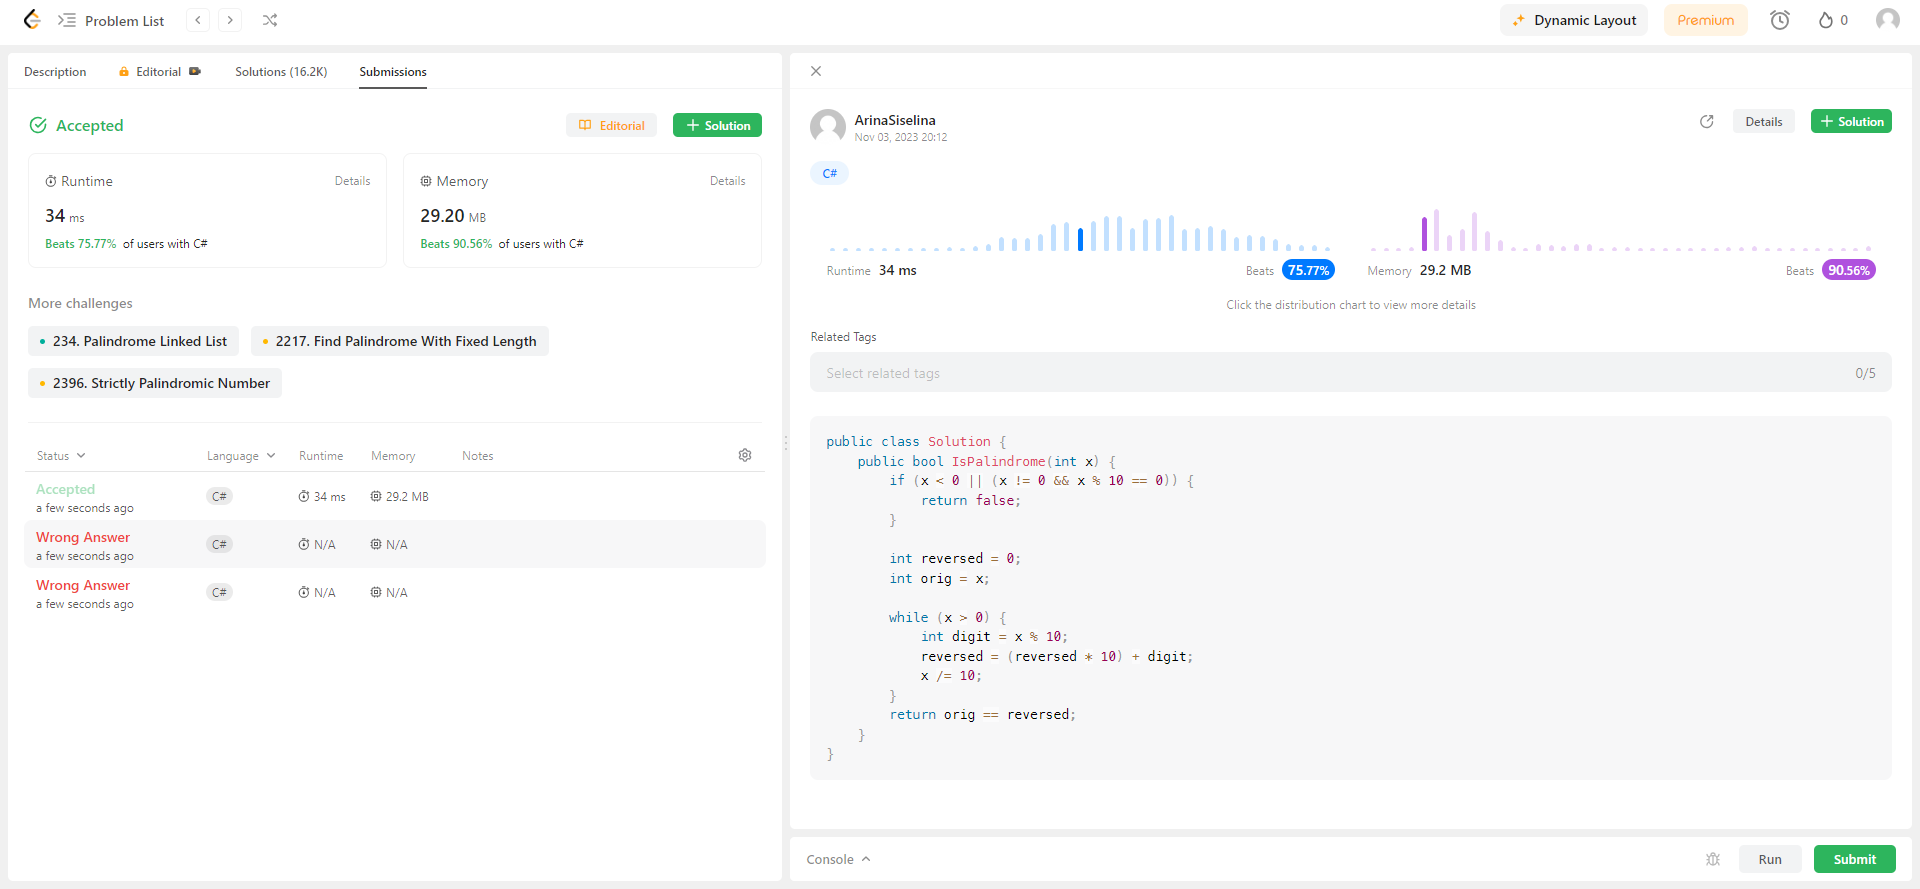 Problem List
Dynamic Layout
Premium
0
Description
Editorial
Solutions (16.2K)
Submissions
Accepted
Editorial
Solution
Runtime
Details
34 ms
Beats 75.77% of users with C#
Memory
Details
29.20 MB
Beats 90.56% of users with C#
More challenges
234. Palindrome Linked List
2217. Find Palindrome With Fixed Length
2396. Strictly Palindromic Number
Status Language Runtime Memory Notes
Accepted
a few seconds ago
C# 34 ms 29.2 MB
Wrong Answer
a few seconds ago
C# N/A N/A
Wrong Answer
a few seconds ago
C# N/A N/A
ArinaSiselina
Nov 03, 2023 20:12
Details
Solution
C#
Runtime 34 ms Beats 75.77%
Memory 29.2 MB Beats 90.56%
Click the distribution chart to view more details
Related Tags
Select related tags 0/5
public class Solution {
    public bool IsPalindrome(int x) {
        if (x < 0 || (x != 0 && x % 10 == 0)) {
            return false;
        }

        int reversed = 0;
        int orig = x;

        while (x > 0) {
            int digit = x % 10;
            reversed = (reversed * 10) + digit;
            x /= 10;
        }
        return orig == reversed;
    }
}
Console
Run
Submit